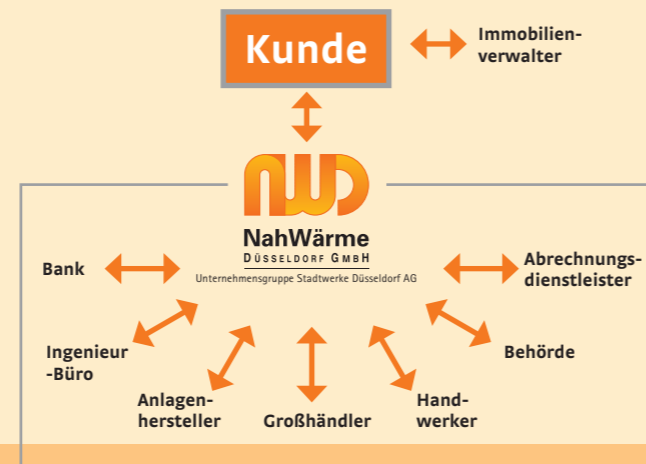 Kunde
Immobilien-
verwalter
NWD
NahWärme
DÜSSELDORF GMBH
Unternehmensgruppe Stadtwerke Düsseldorf AG
Bank
Abrechnungs-
dienstleister
Ingenieur
-Büro
Behörde
Anlagen-
hersteller
Großhändler
Hand-
werker